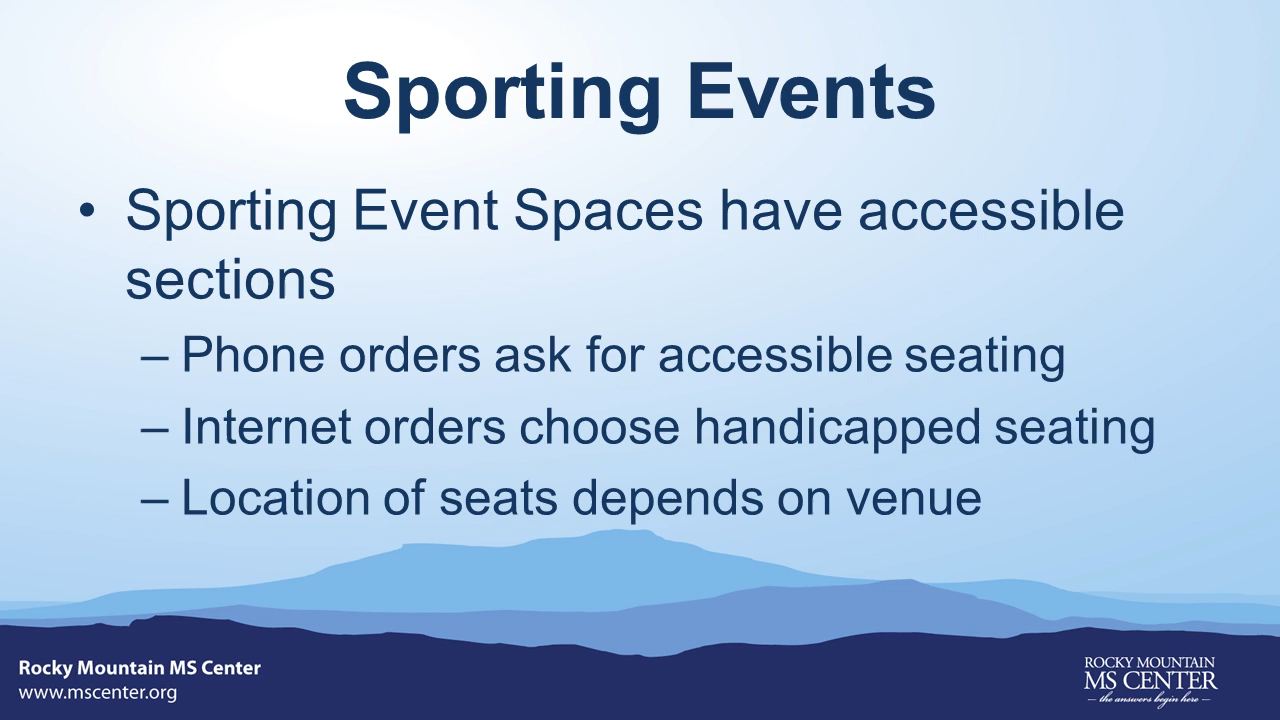 Sporting Events
• Sporting Event Spaces have accessible
sections
– Phone orders ask for accessible seating
– Internet orders choose handicapped seating
– Location of seats depends on venue
Rocky Mountain MS Center
www.mscenter.org
ROCKY MOUNTAIN
MS CENTER
– the answers begin here –